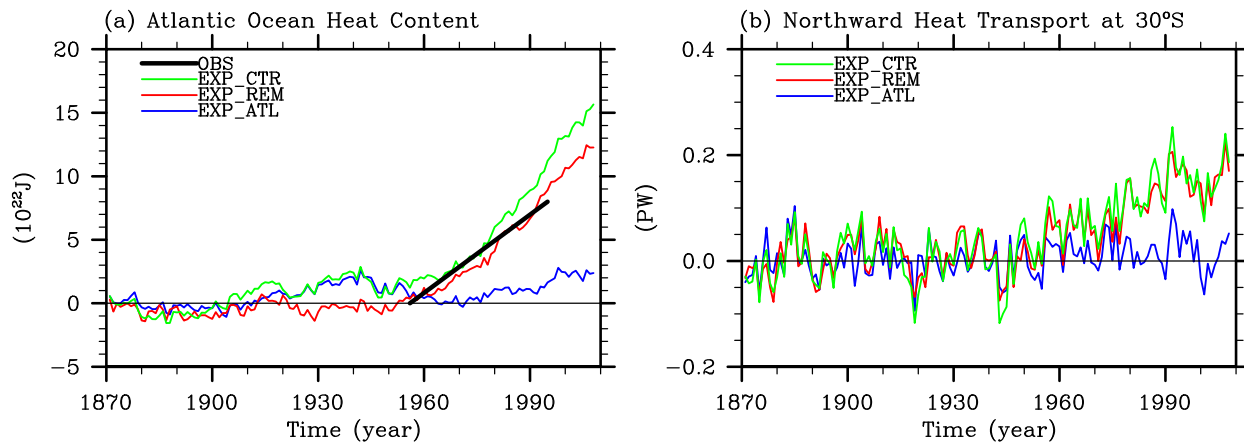 (a) Atlantic Ocean Heat Content
20
15
10
5
0
−5
(10²²J)
OBS
EXP_CTR
EXP_REM
EXP_ATL
1870 1900 1930 1960 1990
Time (year)
(b) Northward Heat Transport at 30°S
0.4
0.2
0.0
−0.2
(PW)
EXP_CTR
EXP_REM
EXP_ATL
1870 1900 1930 1960 1990
Time (year)